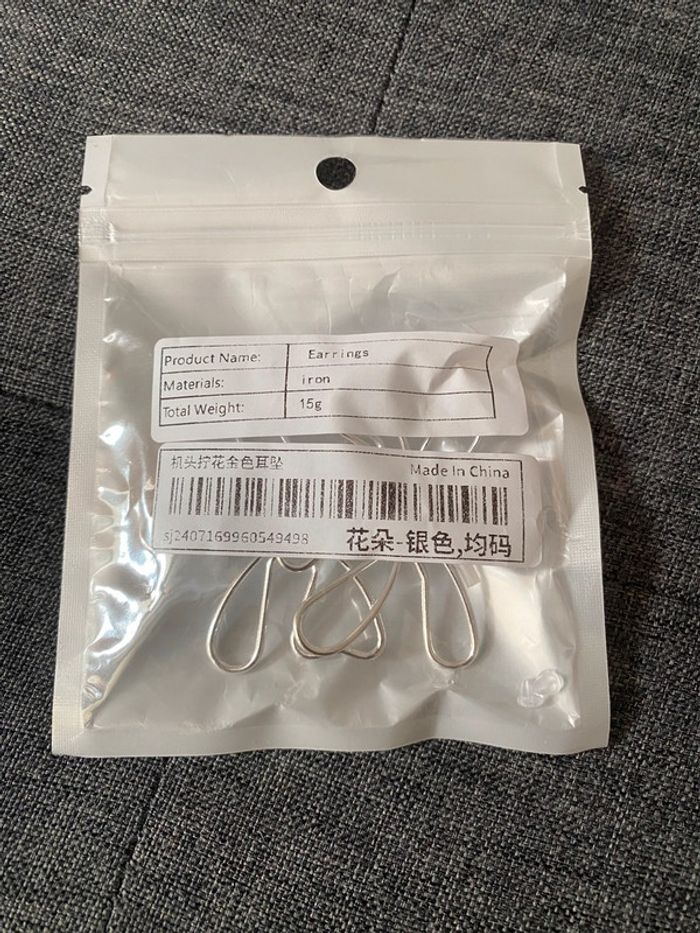 Product Name: Earrings
Materials: iron
Total Weight: 15g
机头拧花金色耳坠
Made In China
sj2407169960549498
花朵-银色,均码